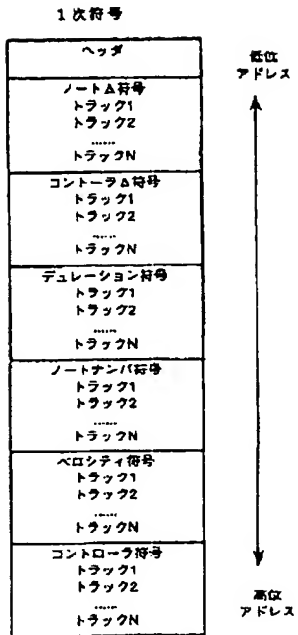 1次符号
ヘッダ
低位
アドレス
ノートΔ符号
トラック1
トラック2
......
トラックN
コントーラΔ符号
トラック1
トラック2
......
トラックN
デュレーション符号
トラック1
トラック2
......
トラックN
ノートナンバ符号
トラック1
トラック2
......
トラックN
ベロシティ符号
トラック1
トラック2
......
トラックN
コントローラ符号
トラック1
トラック2
......
トラックN
高位
アドレス